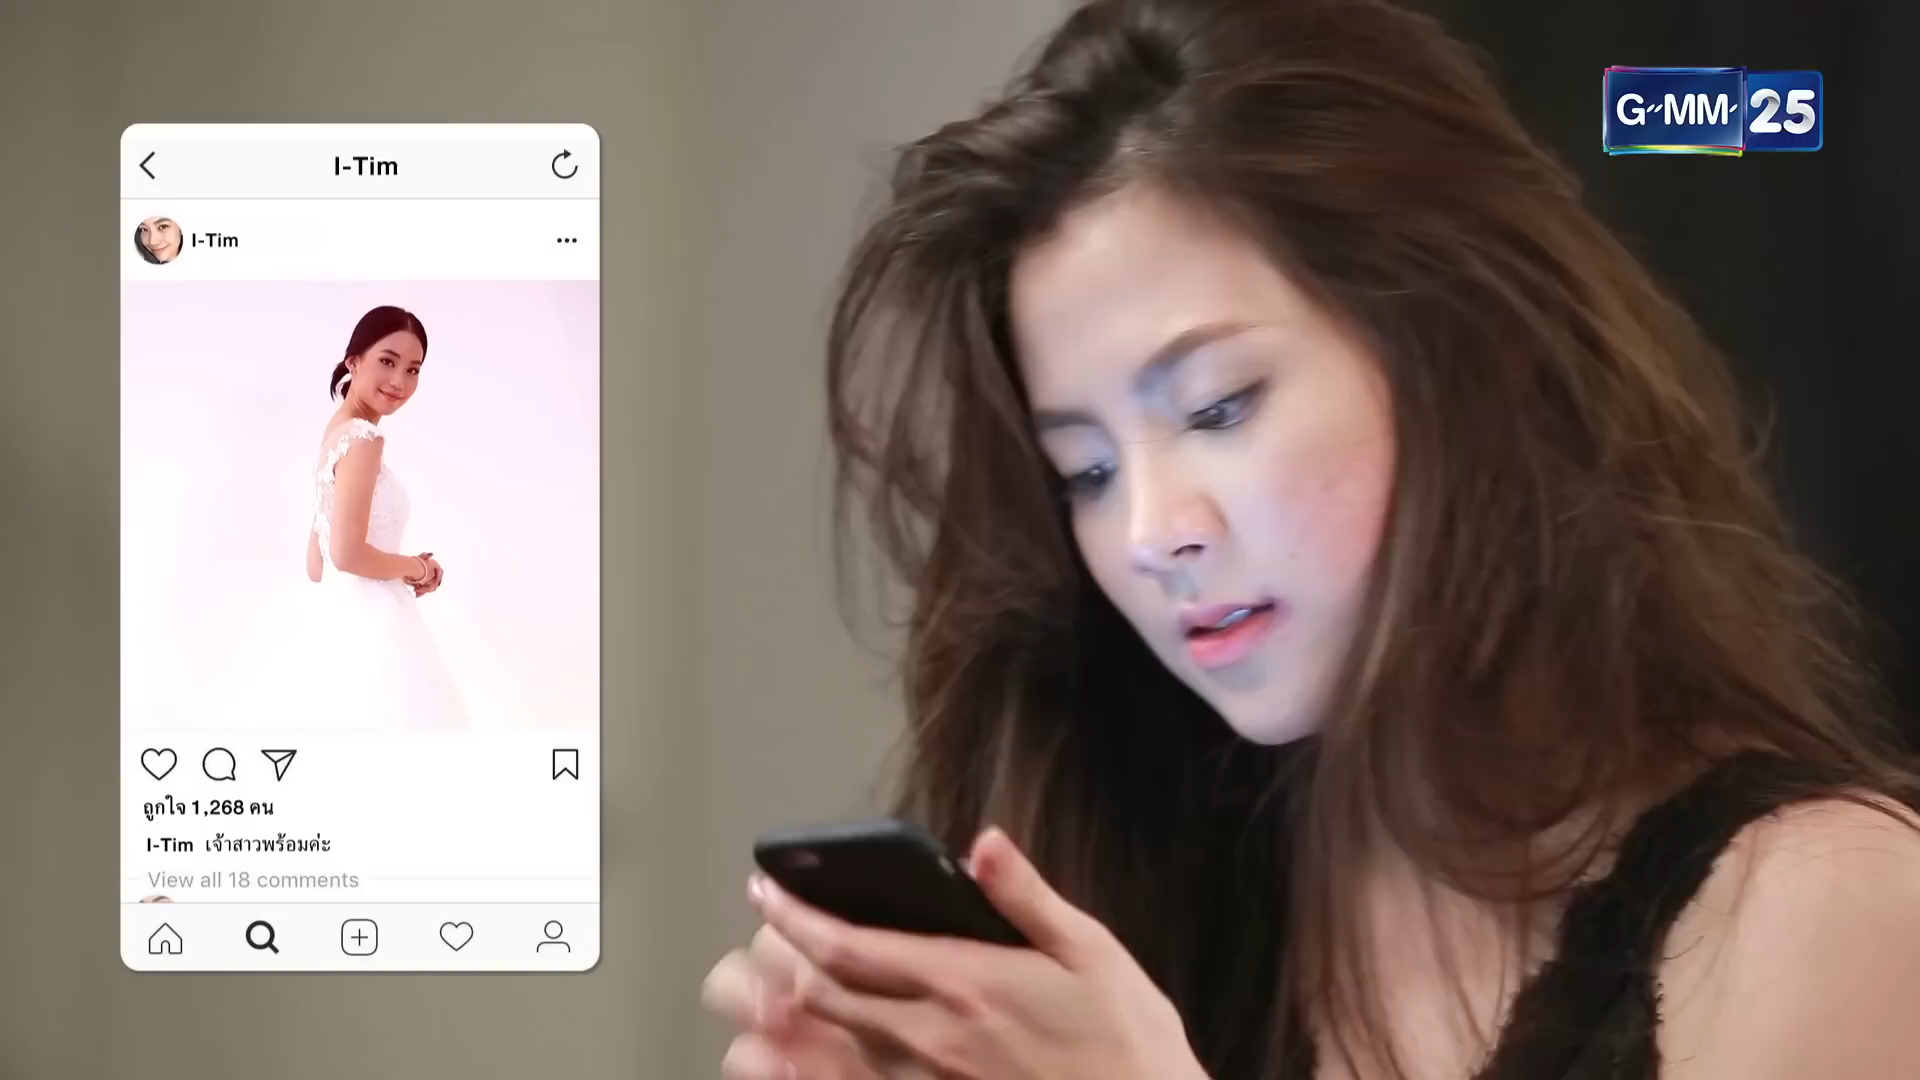 GMM 25
I-Tim
I-Tim
ถูกใจ 1,268 คน
I-Tim เจ้าสาวพร้อมค่ะ
View all 18 comments